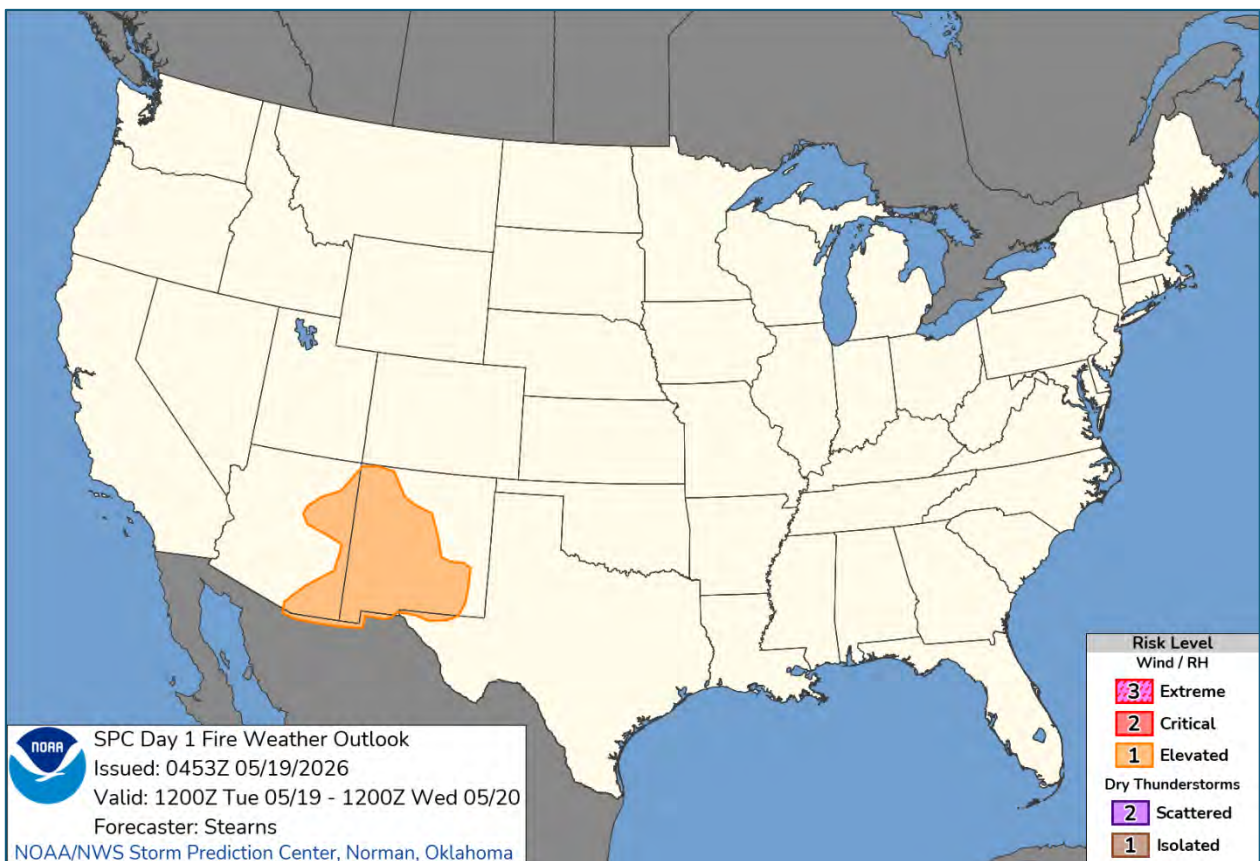 Risk Level
Wind / RH
3 Extreme
2 Critical
1 Elevated
Dry Thunderstorms
2 Scattered
1 Isolated
NOAA
SPC Day 1 Fire Weather Outlook
Issued: 0453Z 05/19/2026
Valid: 1200Z Tue 05/19 - 1200Z Wed 05/20
Forecaster: Stearns
NOAA/NWS Storm Prediction Center, Norman, Oklahoma